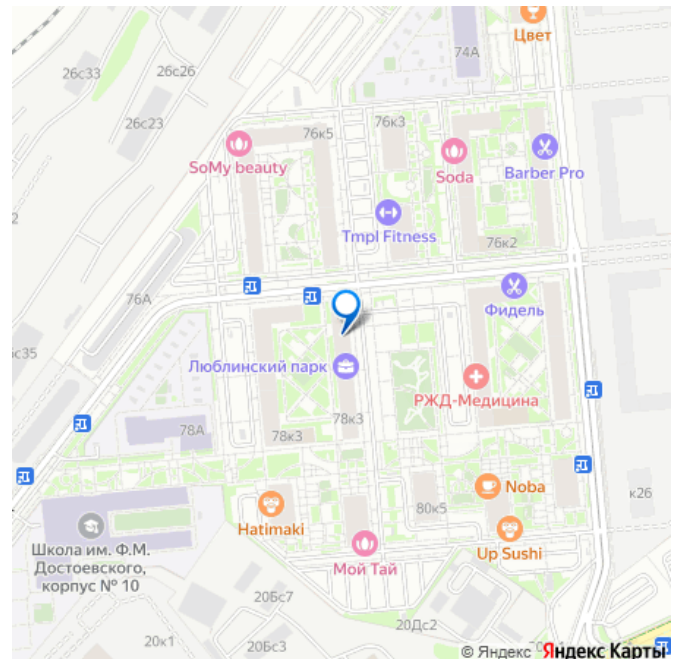 Цвет
26с33
26с26
74А
26с23
76к5
76к3
SoMy beauty
Soda
Barber Pro
Tmpl Fitness
76к2
76А
Фидель
с35
Люблинский парк
РЖД-Медицина
78А
78к3
78к3
Noba
к26
80к5
Hatimaki
Up Sushi
Школа им. Ф.М.
Достоевского,
корпус № 10
Мой Тай
20Бс7
20Дс2
20к1
20Бс3
© Яндекс Яндекс Карты